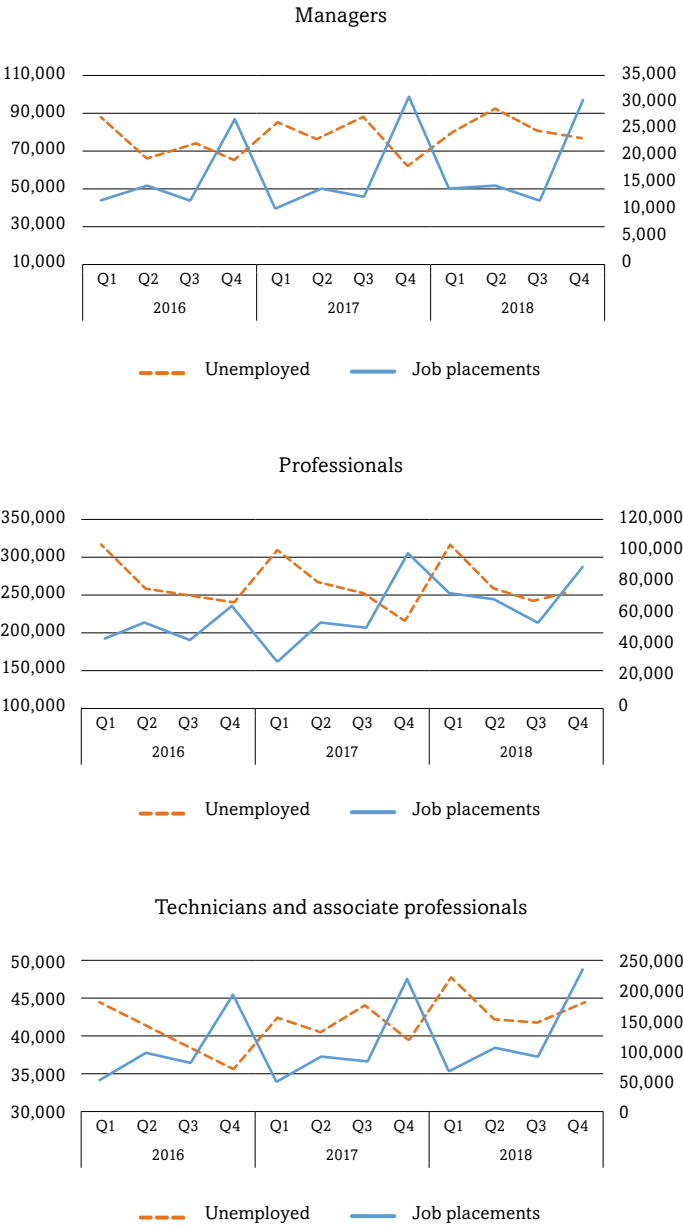 Managers
110,000 35,000
90,000 30,000
70,000 25,000
50,000 20,000
30,000 15,000
10,000 10,000
5,000
0
Q1 Q2 Q3 Q4 Q1 Q2 Q3 Q4 Q1 Q2 Q3 Q4
2016 2017 2018
Unemployed Job placements
Professionals
350,000 120,000
300,000 100,000
250,000 80,000
200,000 60,000
150,000 40,000
100,000 20,000
0
Q1 Q2 Q3 Q4 Q1 Q2 Q3 Q4 Q1 Q2 Q3 Q4
2016 2017 2018
Unemployed Job placements
Technicians and associate professionals
50,000 250,000
45,000 200,000
40,000 150,000
35,000 100,000
30,000 50,000
0
Q1 Q2 Q3 Q4 Q1 Q2 Q3 Q4 Q1 Q2 Q3 Q4
2016 2017 2018
Unemployed Job placements